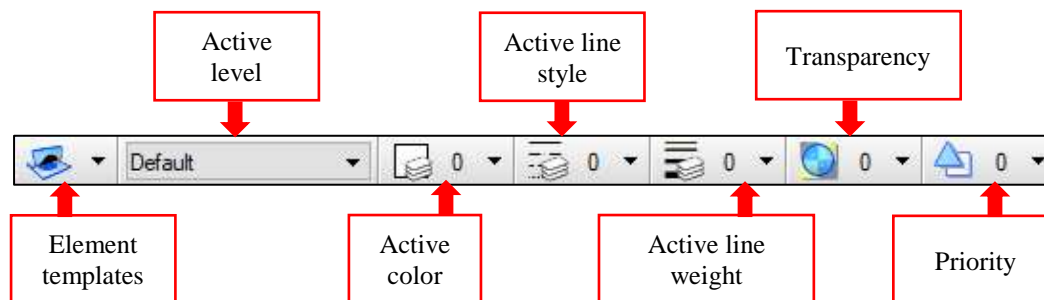 Active
level
Active line
style
Transparency
Default
0
0
0
0
0
Element
templates
Active
color
Active line
weight
Priority